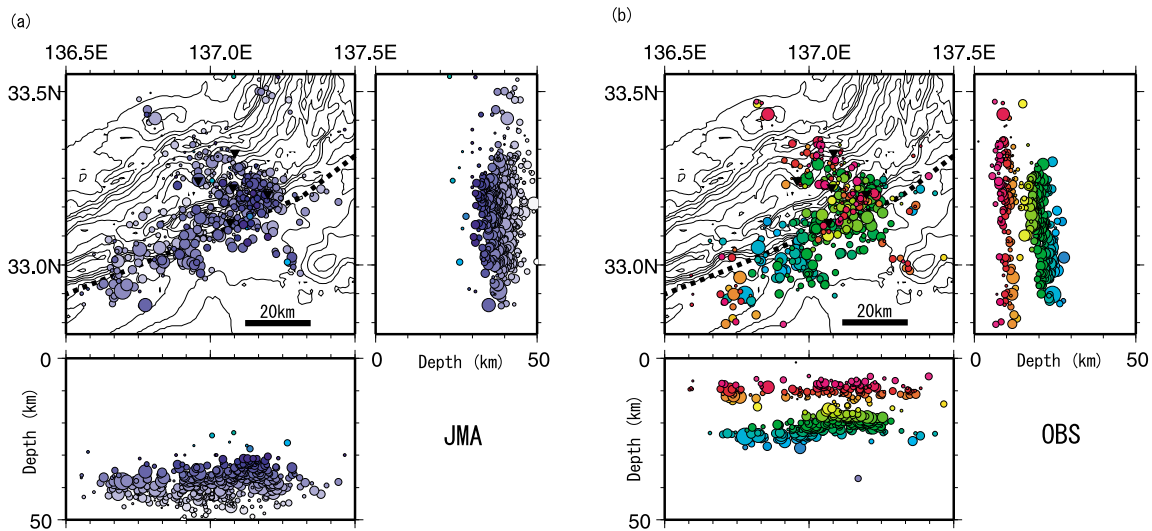 (a)
136.5E 137.0E 137.5E
33.5N
33.0N
20km
0 50
Depth (km)
0
50
Depth (km)
JMA
(b)
136.5E 137.0E 137.5E
33.5N
33.0N
20km
0 50
Depth (km)
0
50
Depth (km)
OBS